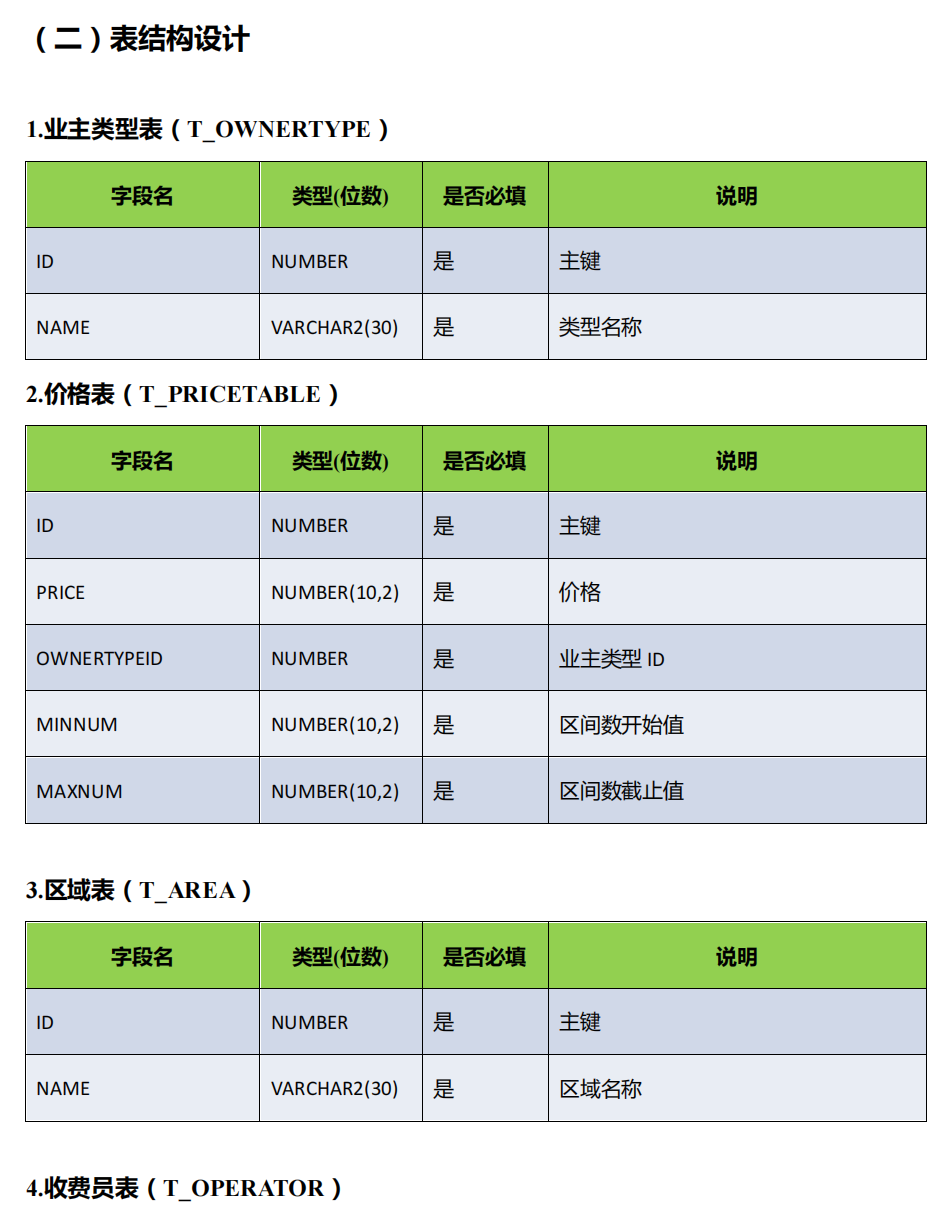 （二）表结构设计
1.业主类型表（T_OWNERTYPE）
字段名 类型(位数) 是否必填 说明
ID NUMBER 是 主键
NAME VARCHAR2(30) 是 类型名称
2.价格表（T_PRICETABLE）
字段名 类型(位数) 是否必填 说明
ID NUMBER 是 主键
PRICE NUMBER(10,2) 是 价格
OWNERTYPEID NUMBER 是 业主类型 ID
MINNUM NUMBER(10,2) 是 区间数开始值
MAXNUM NUMBER(10,2) 是 区间数截止值
3.区域表（T_AREA）
字段名 类型(位数) 是否必填 说明
ID NUMBER 是 主键
NAME VARCHAR2(30) 是 区域名称
4.收费员表（T_OPERATOR）